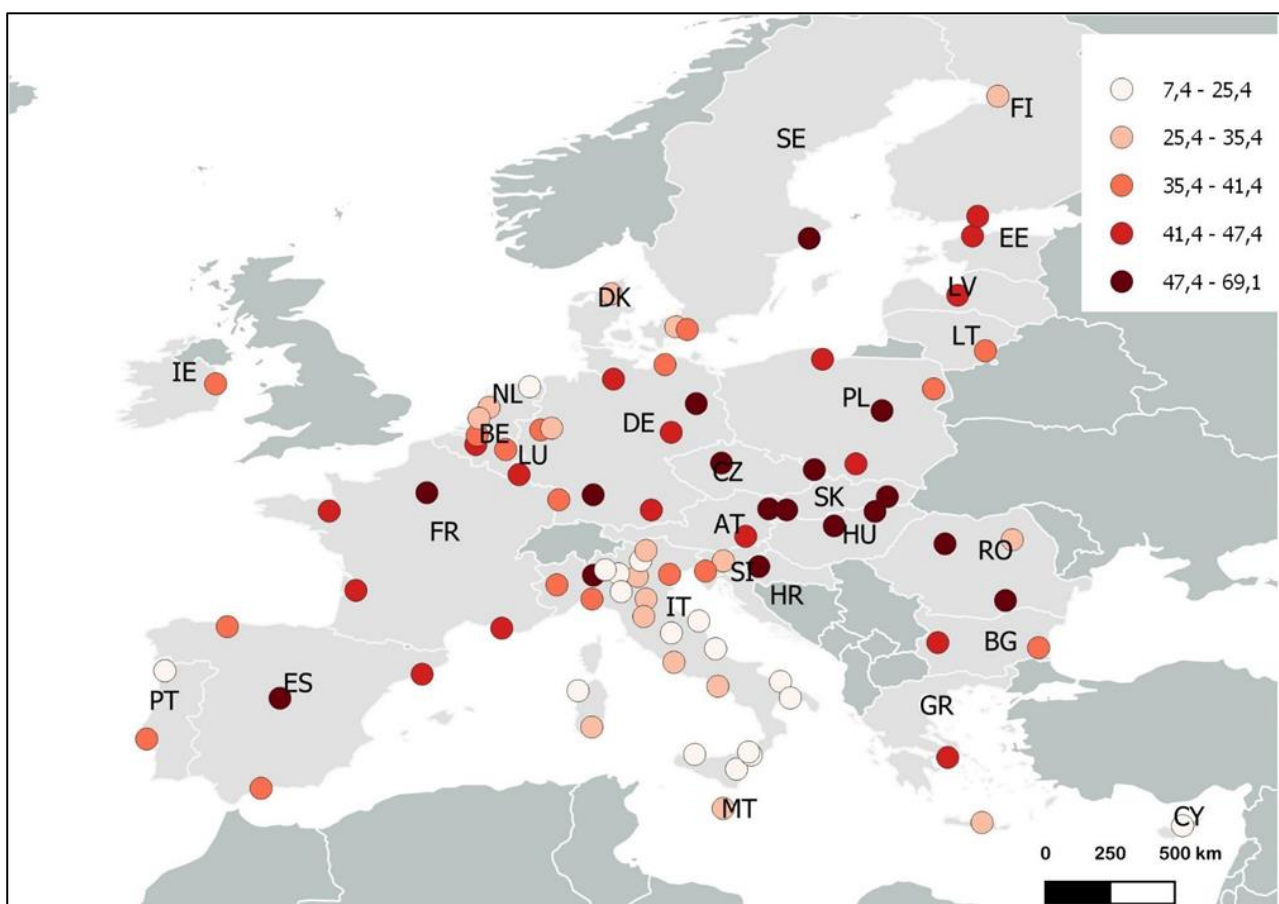 7,4 - 25,4
25,4 - 35,4
35,4 - 41,4
41,4 - 47,4
47,4 - 69,1
FI
SE
EE
LV
DK
LT
IE
NL
PL
BE
DE
LU
CZ
SK
FR
AT
HU
RO
SI
HR
IT
BG
ES
PT
GR
MT
CY
0 250 500 km